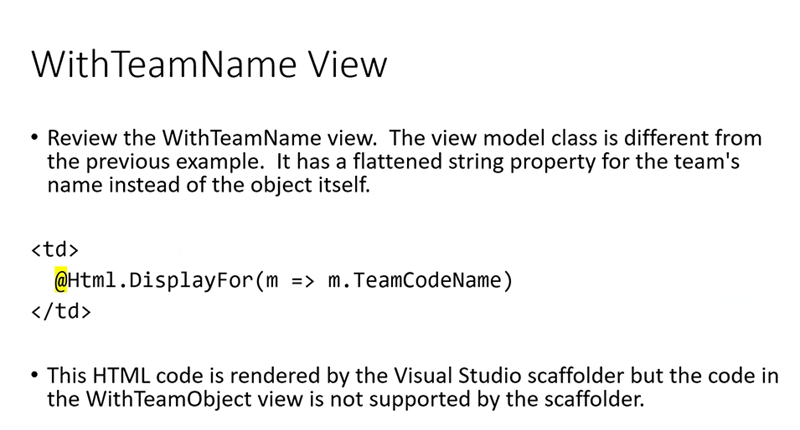 WithTeamName View
• Review the WithTeamName view. The view model class is different from
the previous example. It has a flattened string property for the team's
name instead of the object itself.
<td>
@Html.DisplayFor(m => m.TeamCodeName)
</td>
• This HTML code is rendered by the Visual Studio scaffolder but the code in
the WithTeamObject view is not supported by the scaffolder.